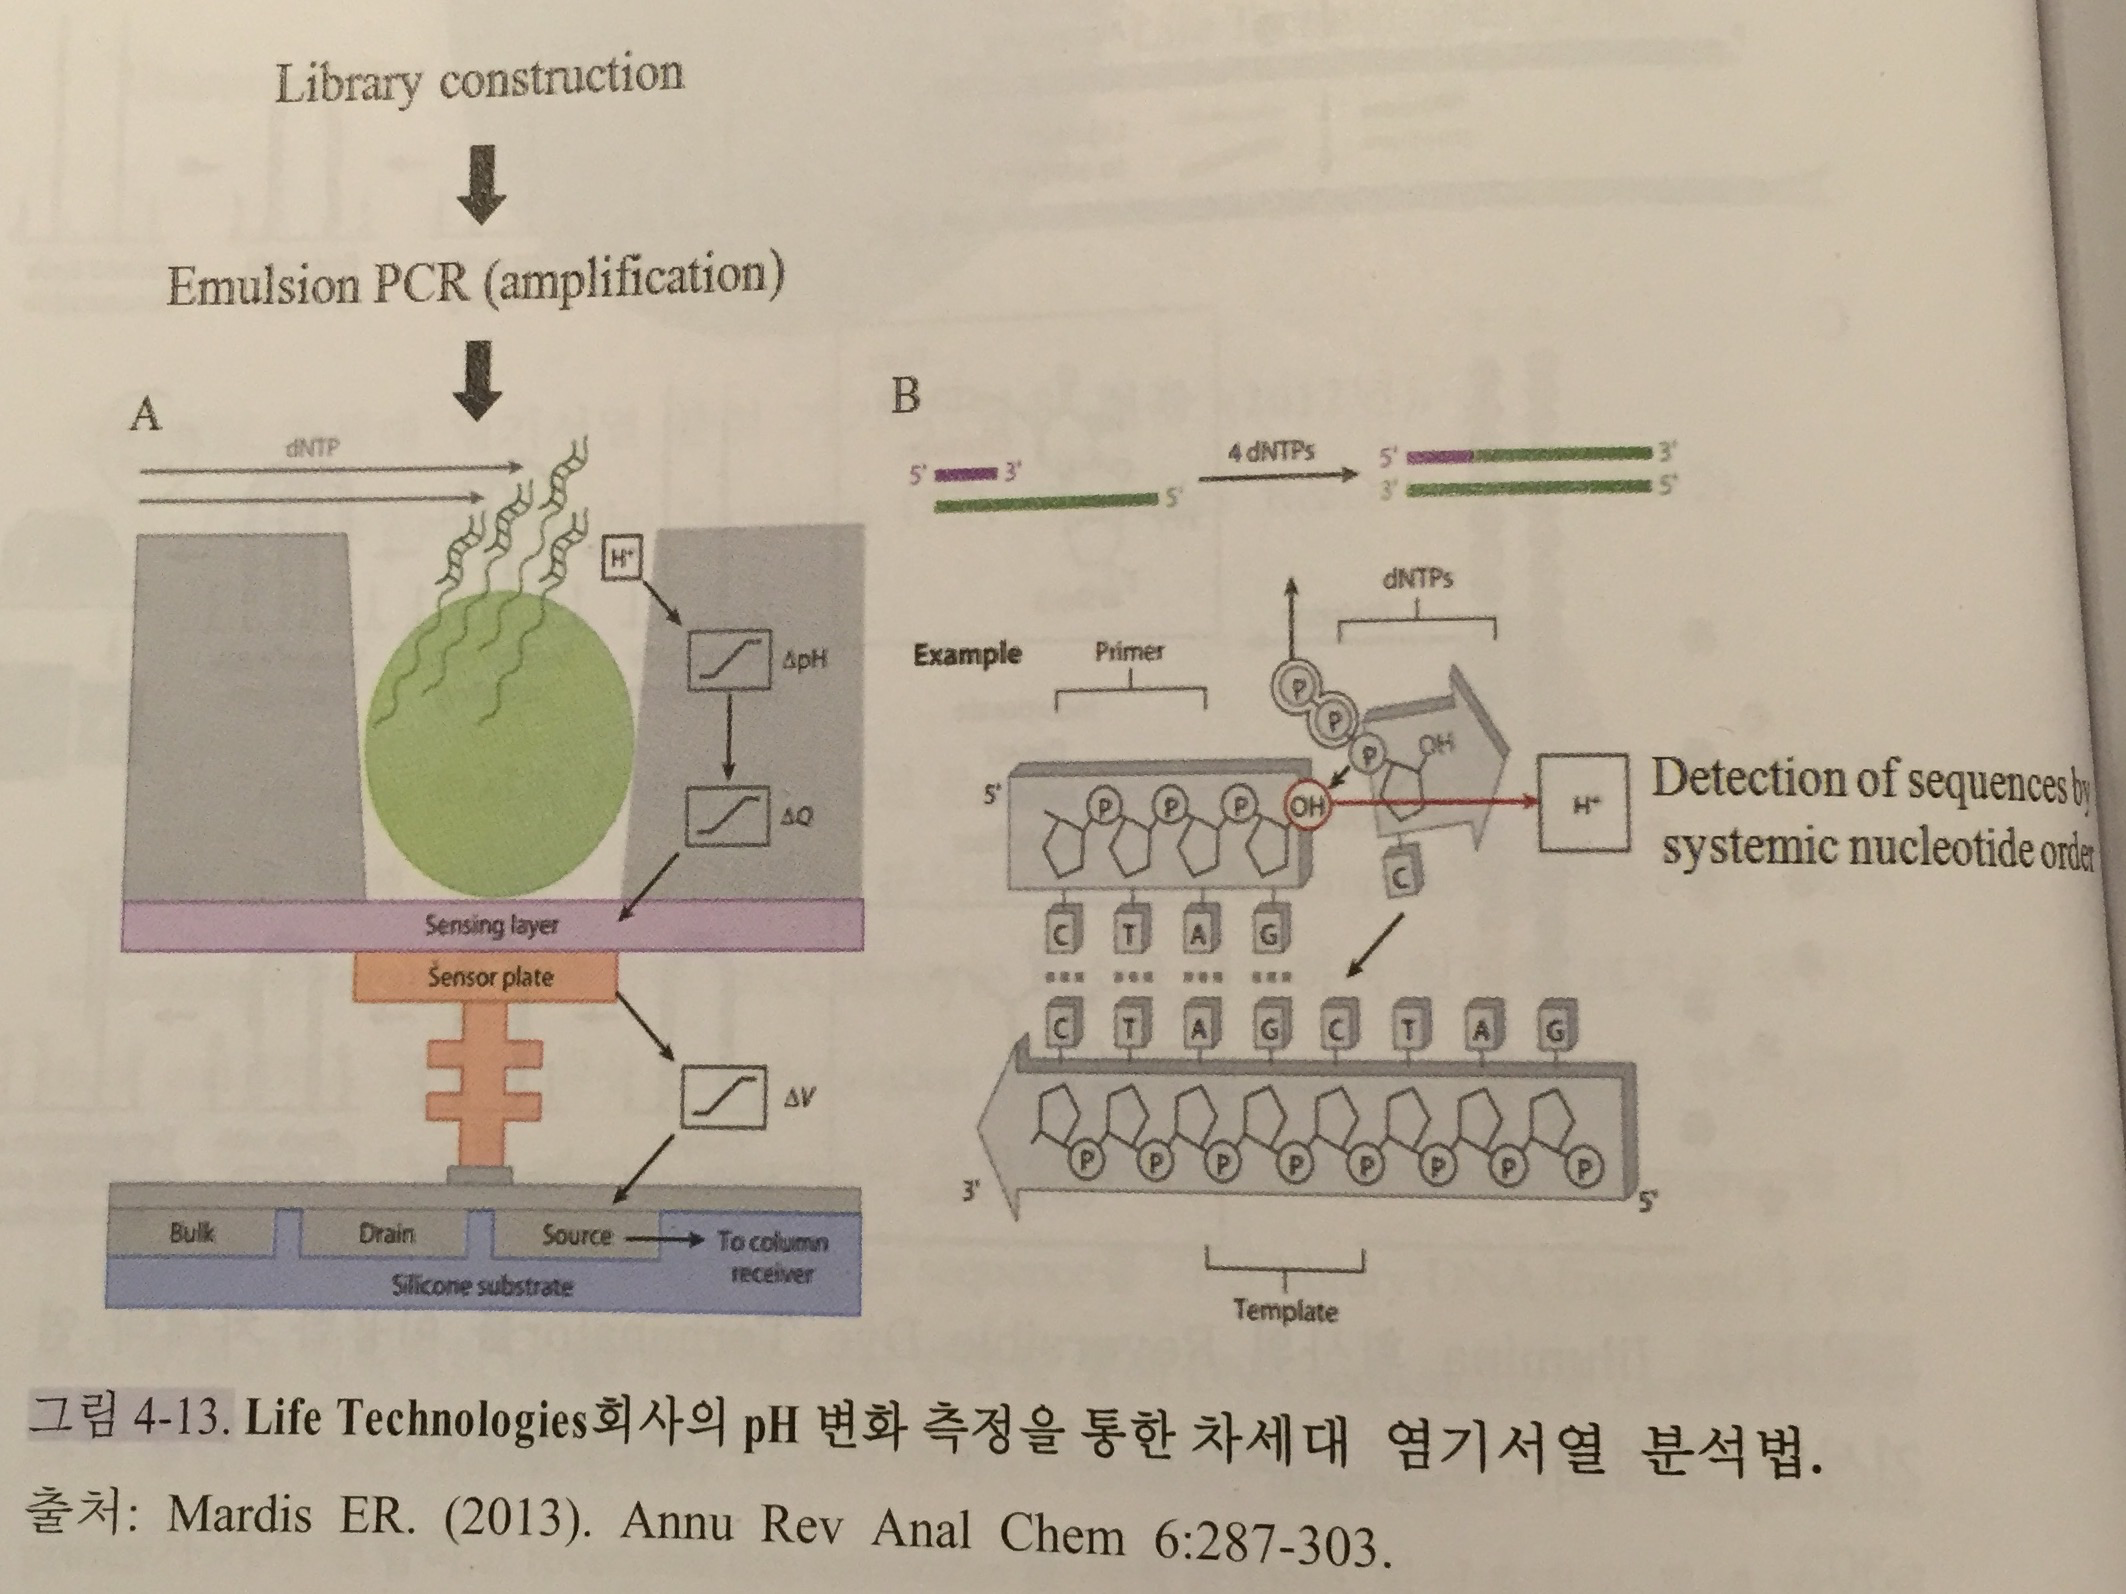 Library construction
Emulsion PCR (amplification)
A
dNTP
H⁺
ΔpH
ΔQ
Sensing layer
Sensor plate
ΔV
Bulk
Drain
Source
To column
receiver
Silicone substrate
B
5' 3'
5'
4 dNTPs
5' 3'
3' 5'
Example
Primer
dNTPs
P
P
P
OH
5'
P P P OH
H⁺
Detection of sequences by
systemic nucleotide order
C
C T A G
C T A G C T A G
P P P P P P P P
3' 5'
Template
그림 4-13. Life Technologies회사의 pH 변화 측정을 통한 차세대 염기서열 분석법.
출처: Mardis ER. (2013). Annu Rev Anal Chem 6:287-303.